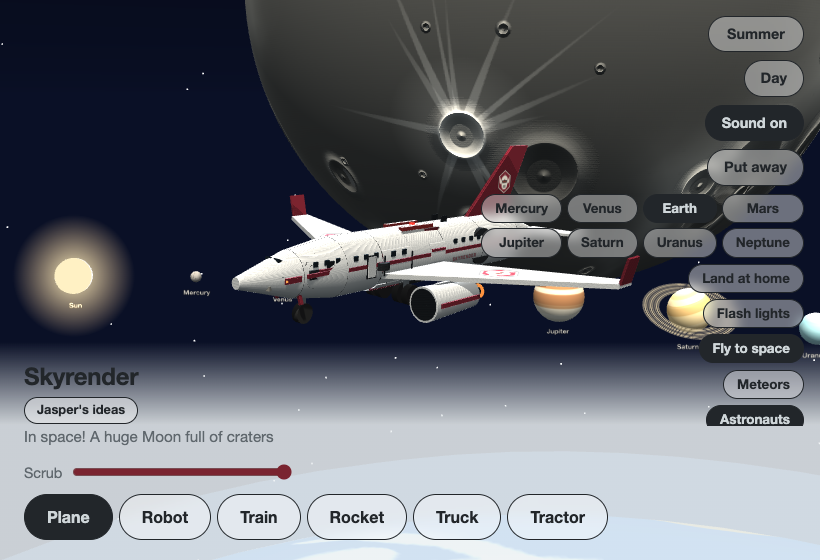 Summer
Day
Sound on
Put away
Mercury Venus Earth Mars
Jupiter Saturn Uranus Neptune
Land at home
Flash lights
Fly to space
Meteors
Astronauts
Sun
Mercury
Venus
Jupiter
Saturn
Skyrender
Jasper's ideas
In space! A huge Moon full of craters
Scrub
Plane Robot Train Rocket Truck Tractor